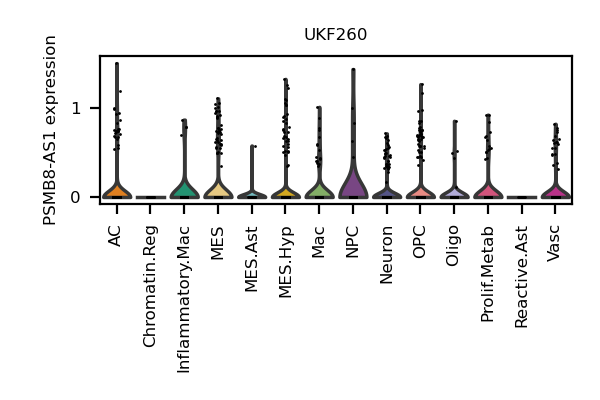 UKF260
PSMB8-AS1 expression
1
0
AC
Chromatin.Reg
Inflammatory.Mac
MES
MES.Ast
MES.Hyp
Mac
NPC
Neuron
OPC
Oligo
Prolif.Metab
Reactive.Ast
Vasc